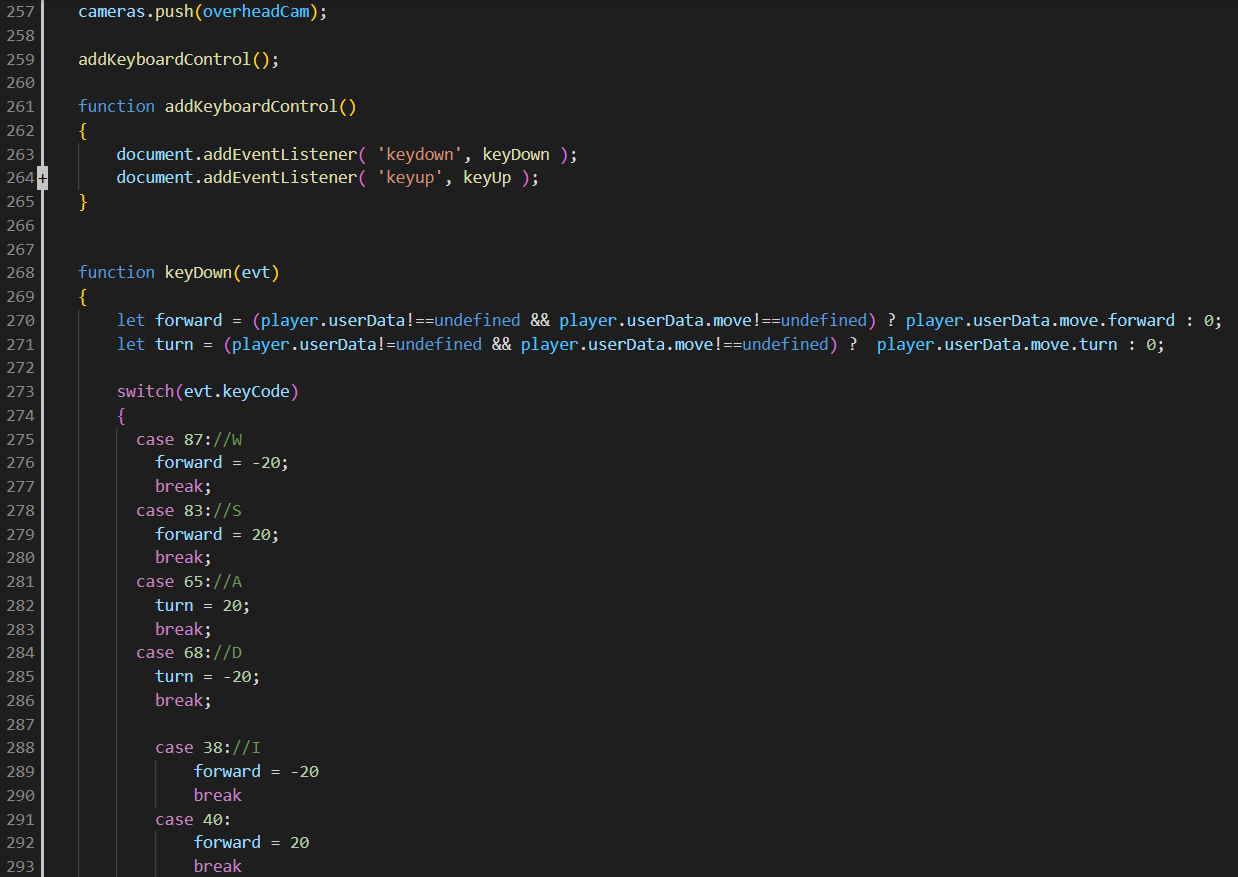 257 cameras.push(overheadCam);
258
259 addKeyboardControl();
260
261 function addKeyboardControl()
262 {
263 document.addEventListener( 'keydown', keyDown );
264 + document.addEventListener( 'keyup', keyUp );
265 }
266
267
268 function keyDown(evt)
269 {
270 let forward = (player.userData!==undefined && player.userData.move!==undefined) ? player.userData.move.forward : 0;
271 let turn = (player.userData!=undefined && player.userData.move!==undefined) ?  player.userData.move.turn : 0;
272
273 switch(evt.keyCode)
274 {
275 case 87://W
276 forward = -20;
277 break;
278 case 83://S
279 forward = 20;
280 break;
281 case 65://A
282 turn = 20;
283 break;
284 case 68://D
285 turn = -20;
286 break;
287
288 case 38://I
289 forward = -20
290 break
291 case 40:
292 forward = 20
293 break